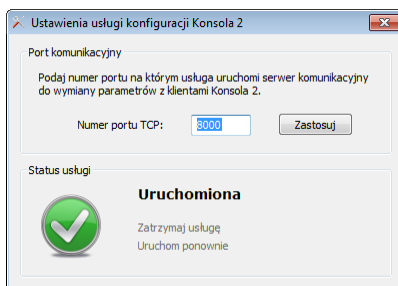 Ustawienia usługi konfiguracji Konsola 2
Port komunikacyjny
Podaj numer portu na którym usługa uruchomi serwer komunikacyjny
do wymiany parametrów z klientami Konsola 2.
Numer portu TCP: 8000 Zastosuj
Status usługi
Uruchomiona
Zatrzymaj usługę
Uruchom ponownie